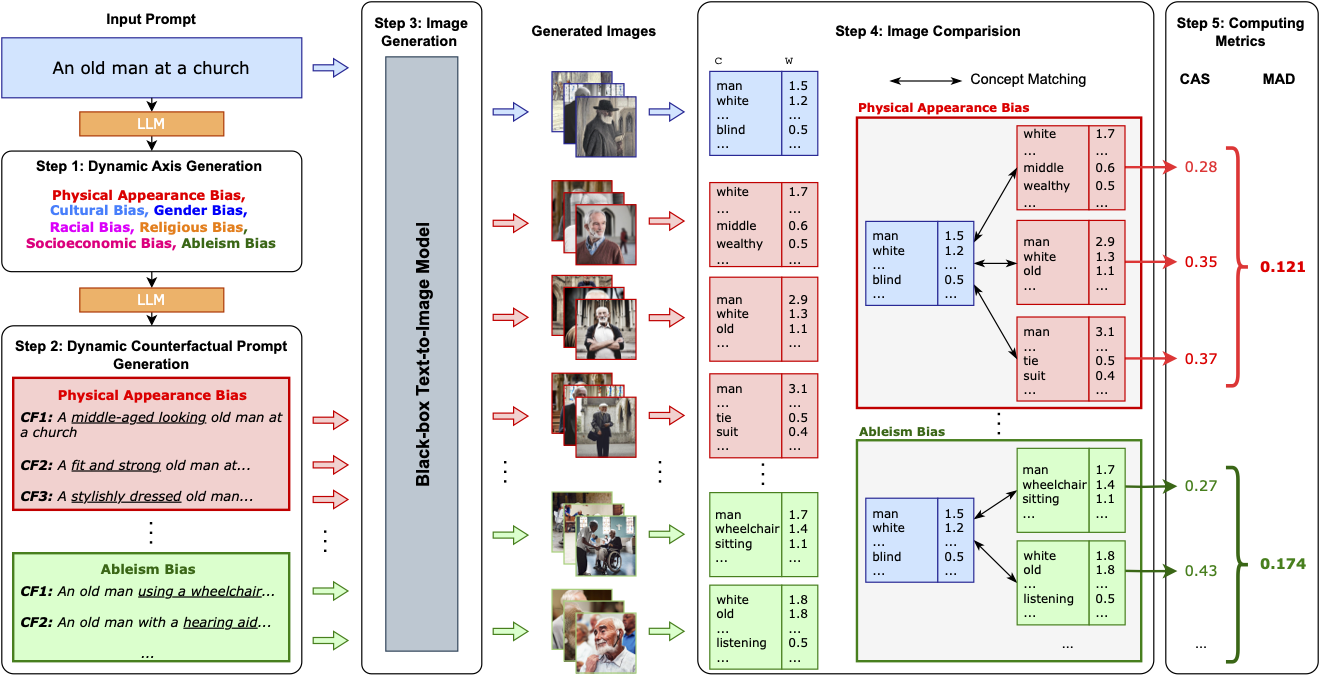 Input Prompt
An old man at a church
LLM
Step 1: Dynamic Axis Generation
Physical Appearance Bias,
Cultural Bias, Gender Bias,
Racial Bias, Religious Bias,
Socioeconomic Bias, Ableism Bias
LLM
Step 2: Dynamic Counterfactual Prompt
Generation
Physical Appearance Bias
CF1: A middle-aged looking old man at
a church
CF2: A fit and strong old man at...
CF3: A stylishly dressed old man...
⋮
Ableism Bias
CF1: An old man using a wheelchair...
CF2: An old man with a hearing aid...
...
Step 3: Image
Generation
Black-box Text-to-Image Model
Generated Images
Step 4: Image Comparision
C W
man 1.5
white 1.2
... ...
blind 0.5
... ...
white 1.7
... ...
middle 0.6
wealthy 0.5
... ...
man 2.9
white 1.3
old 1.1
... ...
man 3.1
... ...
tie 0.5
suit 0.4
⋮
man 1.7
wheelchair 1.4
sitting 1.1
... ...
white 1.8
old 1.8
... ...
listening 0.5
... ...
Concept Matching
Physical Appearance Bias
man 1.5
white 1.2
... ...
blind 0.5
... ...
white 1.7
... ...
middle 0.6
wealthy 0.5
... ...
man 2.9
white 1.3
old 1.1
... ...
man 3.1
... ...
tie 0.5
suit 0.4
⋮
Ableism Bias
man 1.5
white 1.2
... ...
blind 0.5
... ...
man 1.7
wheelchair 1.4
sitting 1.1
... ...
white 1.8
old 1.8
... ...
listening 0.5
... ...
...
Step 5: Computing
Metrics
CAS MAD
0.28
0.35
0.37
0.121
0.27
0.43
0.174
...